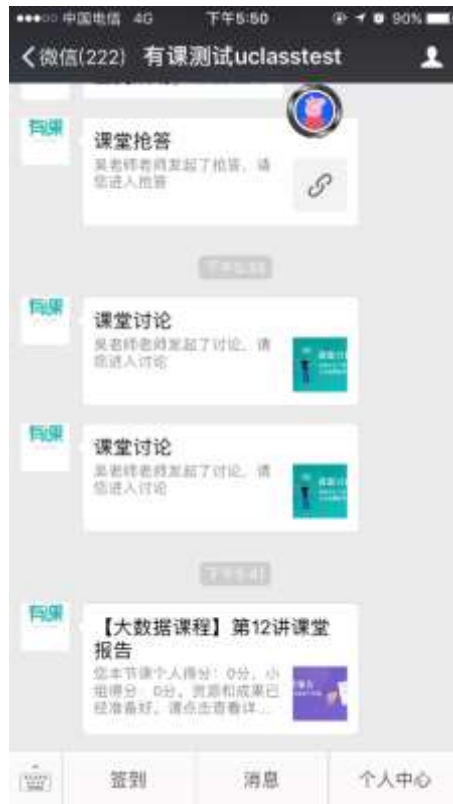 中国电信 4G 下午5:50 90%
微信(222) 有课测试uclasstest
有课
课堂抢答
吴老师老师发起了抢答，请
您进入抢答
有课
课堂讨论
吴老师老师发起了讨论，请
您进入讨论
有课
课堂讨论
吴老师老师发起了讨论，请
您进入讨论
下午5:41
有课
【大数据课程】第12讲课堂
报告
您本节课个人得分：0分，小
组得分：0分，资源和成果已
经准备好，请点击查看详...
签到 消息 个人中心